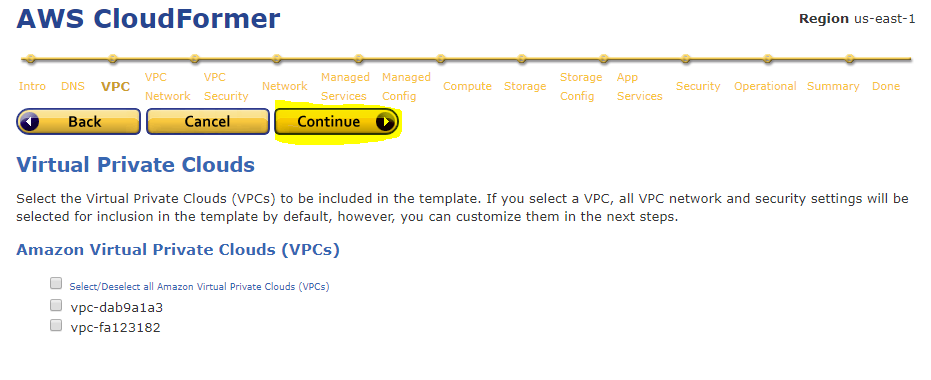 AWS CloudFormer
Region us-east-1
Intro DNS VPC VPC Network VPC Security Network Managed Services Managed Config Compute Storage Storage Config App Services Security Operational Summary Done
Back Cancel Continue
Virtual Private Clouds
Select the Virtual Private Clouds (VPCs) to be included in the template. If you select a VPC, all VPC network and security settings will be
selected for inclusion in the template by default, however, you can customize them in the next steps.
Amazon Virtual Private Clouds (VPCs)
Select/Deselect all Amazon Virtual Private Clouds (VPCs)
vpc-dab9a1a3
vpc-fa123182